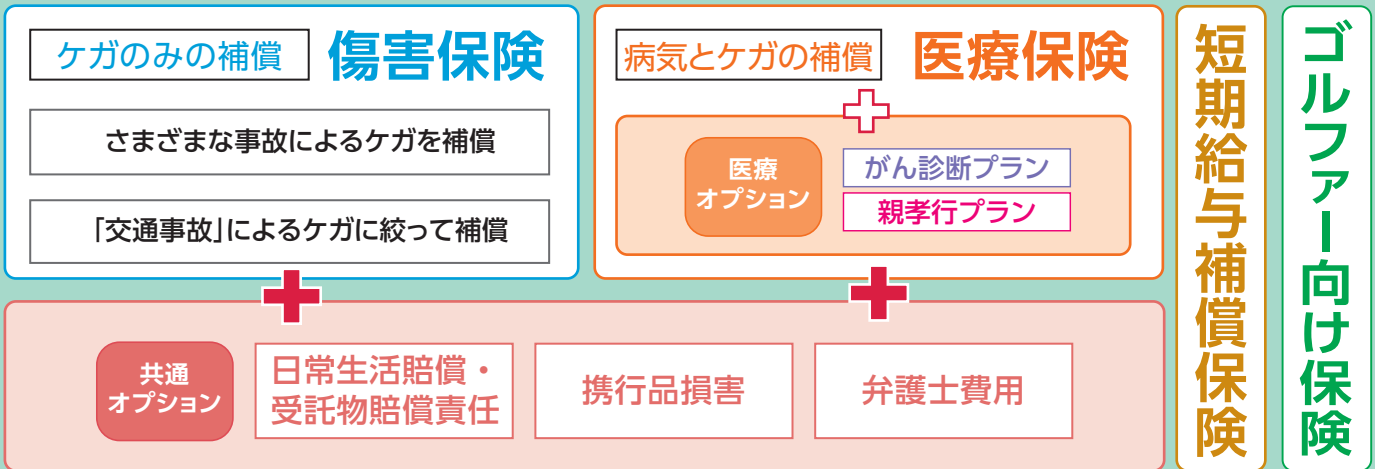 ケガのみの補償
傷害保険
さまざまな事故によるケガを補償
「交通事故」によるケガに絞って補償
病気とケガの補償
医療保険
医療
オプション
がん診断プラン
親孝行プラン
共通
オプション
日常生活賠償・
受託物賠償責任
携行品損害
弁護士費用
短期給与補償保険
ゴルファー向け保険